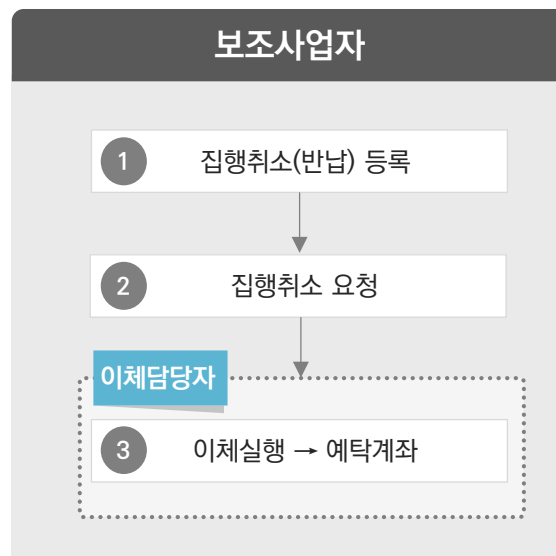 보조사업자
1 집행취소(반납) 등록
2 집행취소 요청
이체담당자
3 이체실행 → 예탁계좌